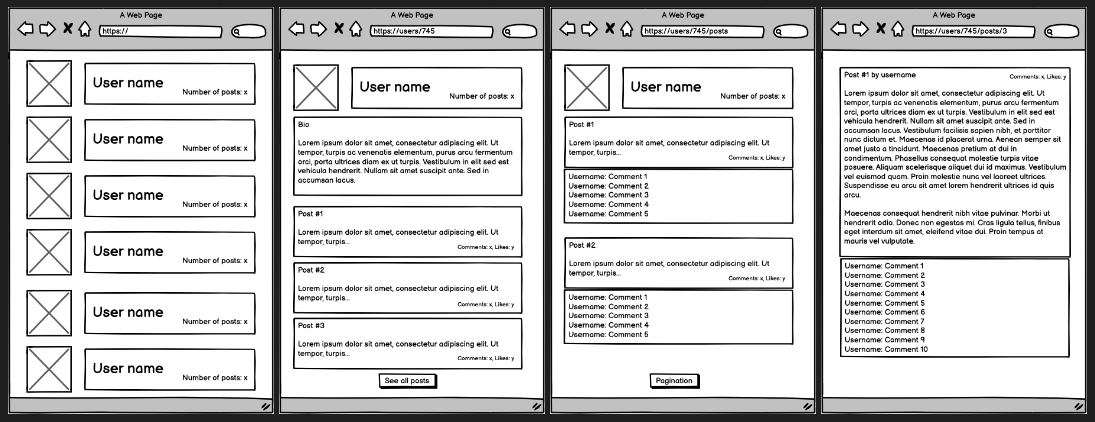 A Web Page
https://
User name
Number of posts: x
User name
Number of posts: x
User name
Number of posts: x
User name
Number of posts: x
User name
Number of posts: x
User name
Number of posts: x
A Web Page
https://users/745
User name
Number of posts: x
Bio
Lorem ipsum dolor sit amet, consectetur adipiscing elit. Ut
tempor, turpis ac venenatis elementum, purus arcu fermentum
orci, porta ultrices diam ex ut turpis. Vestibulum in elit sed est
vehicula hendrerit. Nullam sit amet suscipit ante. Sed in
accumsan lacus.
Post #1
Lorem ipsum dolor sit amet, consectetur adipiscing elit. Ut
tempor, turpis...
Comments: x, Likes: y
Post #2
Lorem ipsum dolor sit amet, consectetur adipiscing elit. Ut
tempor, turpis...
Comments: x, Likes: y
Post #3
Lorem ipsum dolor sit amet, consectetur adipiscing elit. Ut
tempor, turpis...
Comments: x, Likes: y
See all posts
A Web Page
https://users/745/posts
User name
Number of posts: x
Post #1
Lorem ipsum dolor sit amet, consectetur adipiscing elit. Ut
tempor, turpis...
Comments: x, Likes: y
Username: Comment 1
Username: Comment 2
Username: Comment 3
Username: Comment 4
Username: Comment 5
Post #2
Lorem ipsum dolor sit amet, consectetur adipiscing elit. Ut
tempor, turpis...
Comments: x, Likes: y
Username: Comment 1
Username: Comment 2
Username: Comment 3
Username: Comment 4
Username: Comment 5
Pagination
A Web Page
https://users/745/posts/3
Post #1 by username
Comments: x, Likes: y
Lorem ipsum dolor sit amet, consectetur adipiscing elit. Ut
tempor, turpis ac venenatis elementum, purus arcu fermentum
orci, porta ultrices diam ex ut turpis. Vestibulum in elit sed est
vehicula hendrerit. Nullam sit amet suscipit ante. Sed in
accumsan lacus. Vestibulum facilisis sapien nibh, et porttitor
nunc dictum et. Maecenas id placerat urna. Aenean semper sit
amet justo a tincidunt. Maecenas pretium at dui in
condimentum. Phasellus consequat molestie turpis vitae
posuere. Aliquam scelerisque aliquet dui id maximus. Vestibulum
vel euismod quam. Proin molestie nunc vel laoreet ultrices.
Suspendisse eu arcu sit amet lorem hendrerit ultrices id quis
arcu.
Maecenas consequat hendrerit nibh vitae pulvinar. Morbi ut
hendrerit odio. Donec non egestas mi. Cras ligula tellus, finibus
eget interdum sit amet, eleifend vitae dui. Proin tempus at
mauris vel vulputate.
Username: Comment 1
Username: Comment 2
Username: Comment 3
Username: Comment 4
Username: Comment 5
Username: Comment 6
Username: Comment 7
Username: Comment 8
Username: Comment 9
Username: Comment 10